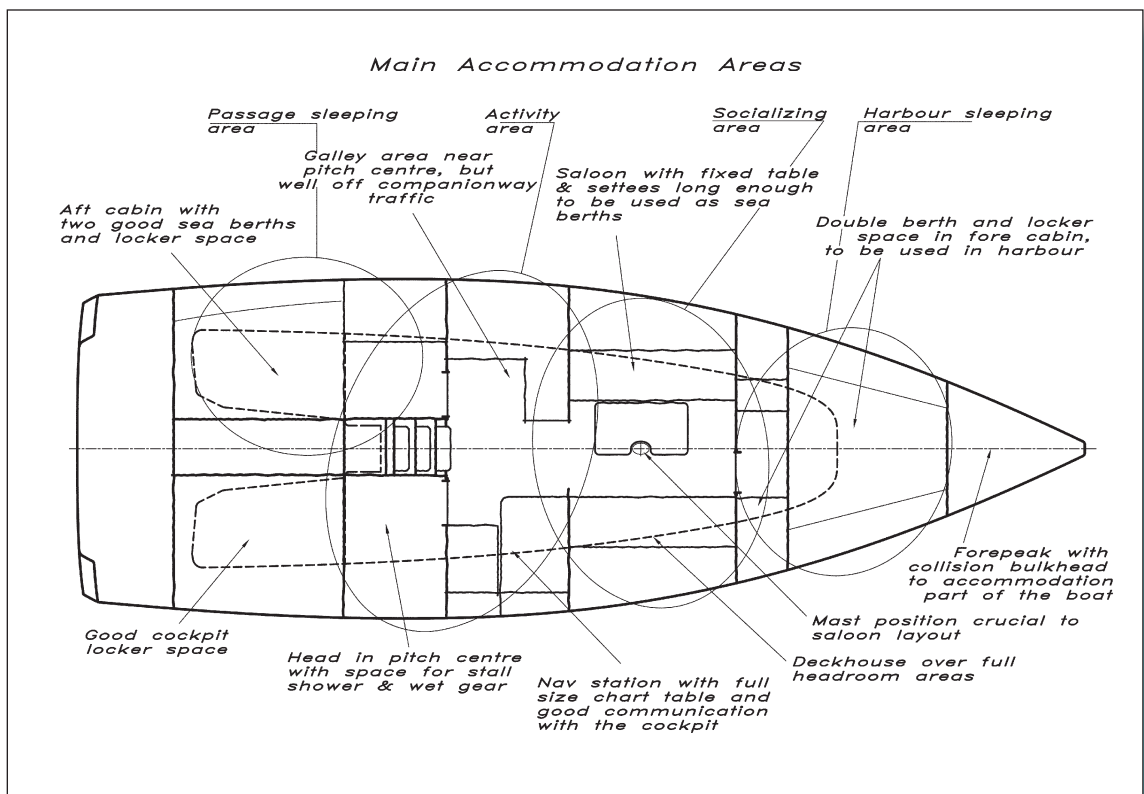 Main Accommodation Areas
Passage sleeping
area
Activity
area
Socializing
area
Harbour sleeping
area
Galley area near
pitch centre, but
well off companionway
traffic
Saloon with fixed table
& settees long enough
to be used as sea
berths
Aft cabin with
two good sea berths
and locker space
Double berth and locker
space in fore cabin,
to be used in harbour
Forepeak with
collision bulkhead
to accommodation
part of the boat
Mast position crucial to
saloon layout
Good cockpit
locker space
Head in pitch centre
with space for stall
shower & wet gear
Nav station with full
size chart table and
good communication
with the cockpit
Deckhouse over full
headroom areas